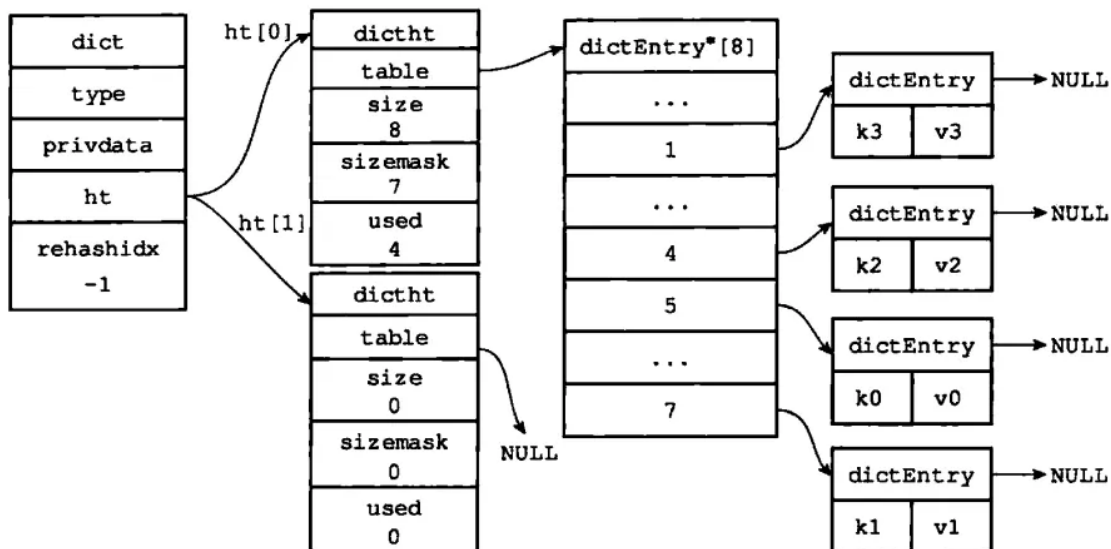 dict
type
privdata
ht
rehashidx
-1
ht[0]
ht[1]
dictht
table
size
8
sizemask
7
used
4
dictht
table
size
0
sizemask
0
used
0
NULL
dictEntry*[8]
...
1
...
4
5
...
7
dictEntry
k3 v3
NULL
dictEntry
k2 v2
NULL
dictEntry
k0 v0
NULL
dictEntry
k1 v1
NULL